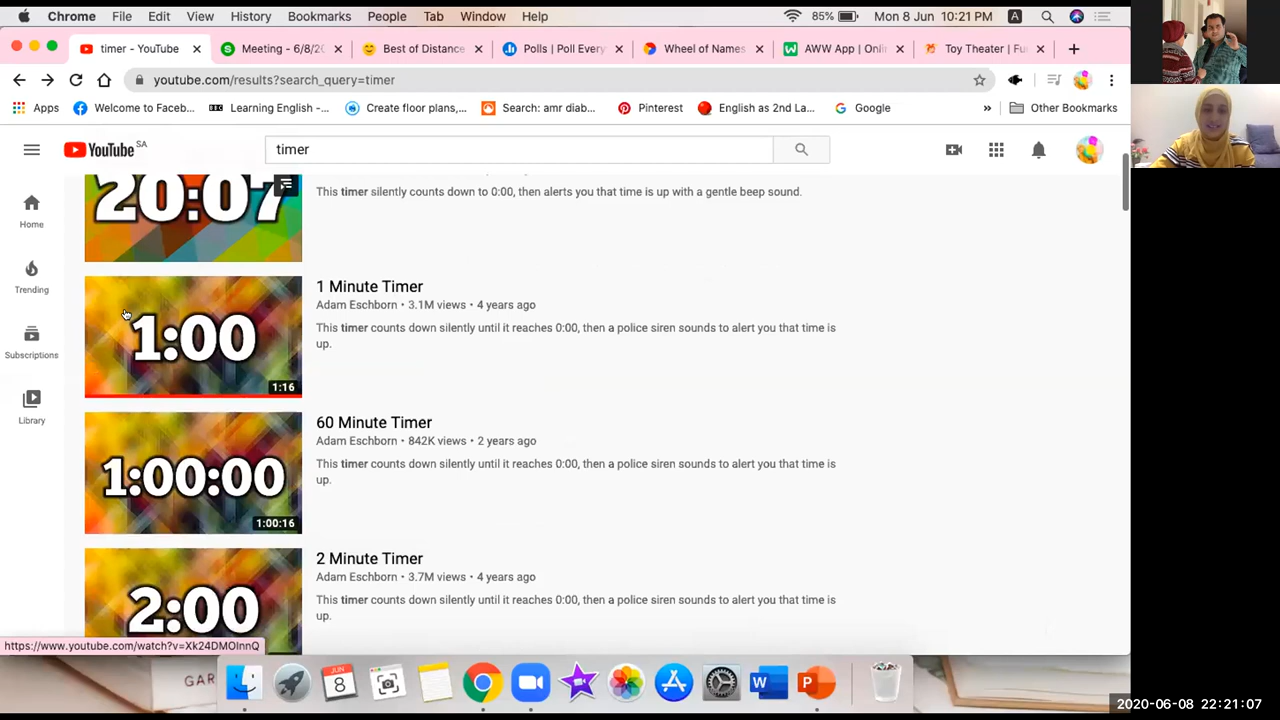 Chrome File Edit View History Bookmarks People Tab Window Help 85% Mon 8 Jun 10:21 PM A
timer - YouTube Meeting - 6/8/20 Best of Distance Polls | Poll Every Wheel of Names AWW App | Onli Toy Theater | Fu
youtube.com/results?search_query=timer
Apps Welcome to Faceb... Learning English -... Create floor plans,... Search: amr diab... Pinterest English as 2nd La... Google » Other Bookmarks
YouTube SA
timer
20:07
This timer silently counts down to 0:00, then alerts you that time is up with a gentle beep sound.
Home
Trending
Subscriptions
Library
1:00
1:16
1 Minute Timer
Adam Eschborn • 3.1M views • 4 years ago
This timer counts down silently until it reaches 0:00, then a police siren sounds to alert you that time is
up.
1:00:00
1:00:16
60 Minute Timer
Adam Eschborn • 842K views • 2 years ago
This timer counts down silently until it reaches 0:00, then a police siren sounds to alert you that time is
up.
2:00
2 Minute Timer
Adam Eschborn • 3.7M views • 4 years ago
This timer counts down silently until it reaches 0:00, then a police siren sounds to alert you that time is
up.
https://www.youtube.com/watch?v=Xk24DMOInnQ
GAR
JUN
8
W
P
2020-06-08 22:21:07